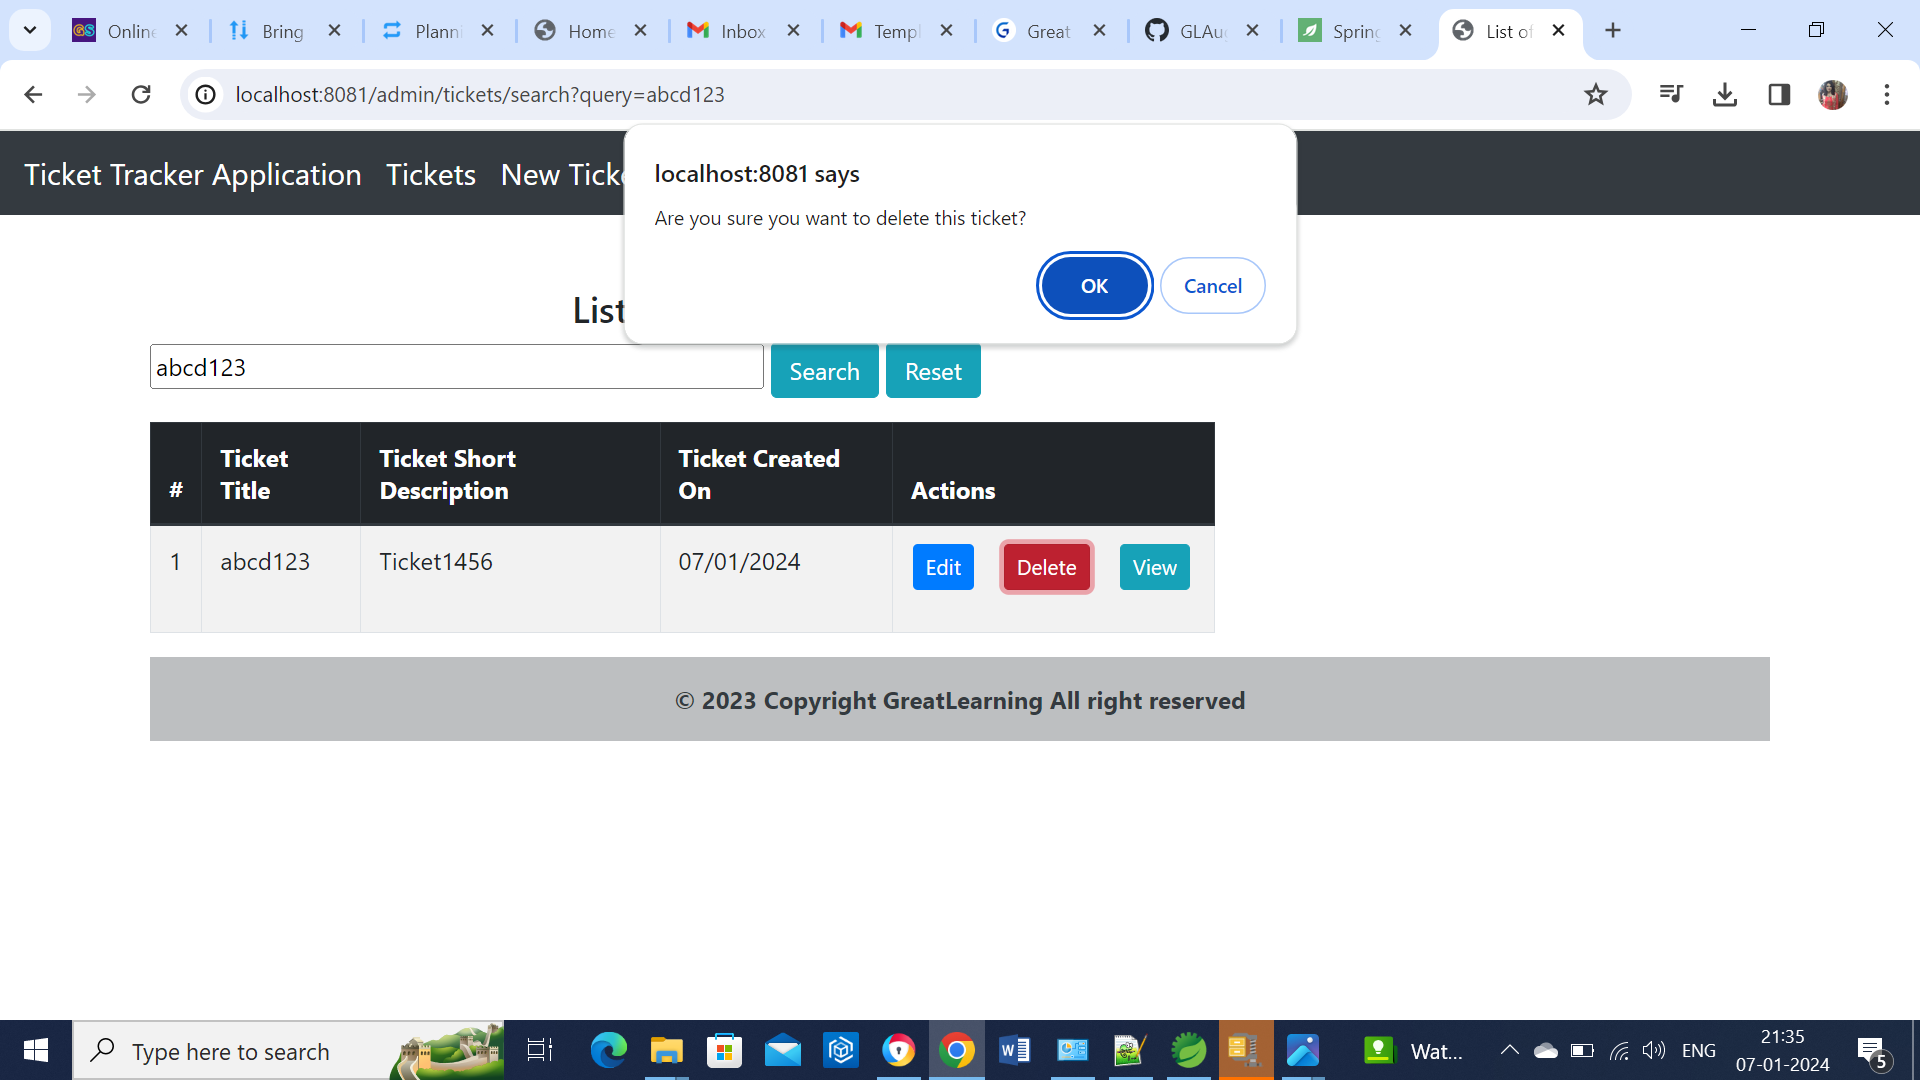 Online
Bring
Planni
Home
Inbox
Templ
Great
GLAu
Spring
List of
localhost:8081/admin/tickets/search?query=abcd123
Ticket Tracker Application Tickets New Ticke
localhost:8081 says
Are you sure you want to delete this ticket?
OK Cancel
List
abcd123 Search Reset
# Ticket Title Ticket Short Description Ticket Created On Actions
1 abcd123 Ticket1456 07/01/2024 Edit Delete View
© 2023 Copyright GreatLearning All right reserved
Type here to search
Wat...
ENG
21:35
07-01-2024
5